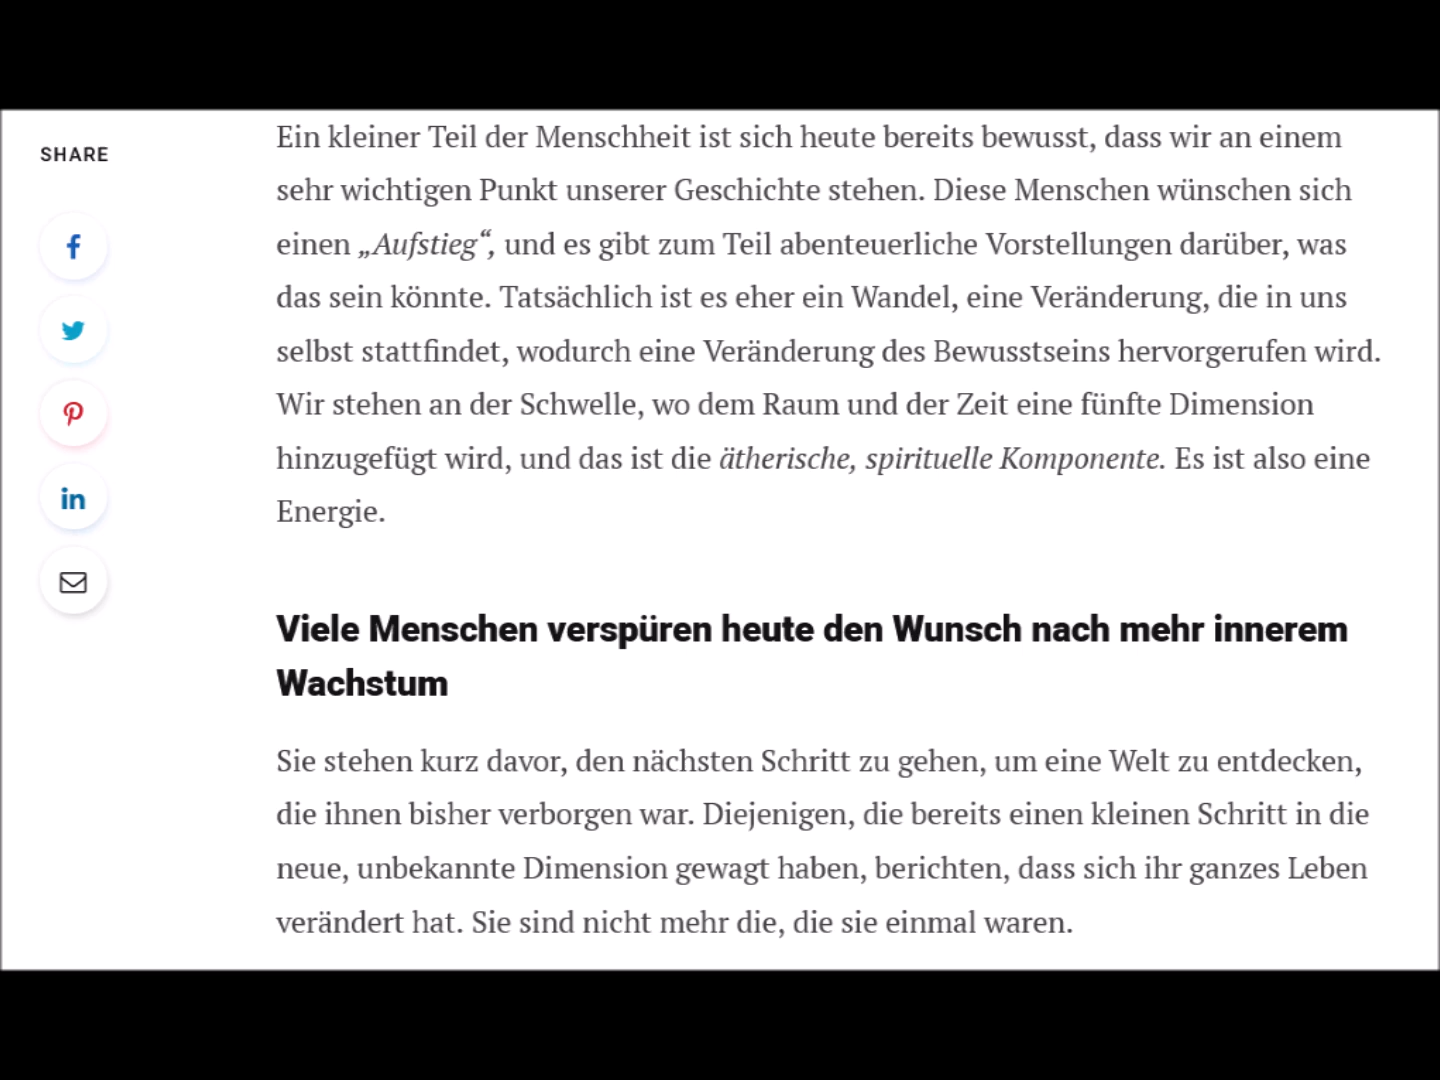 SHARE
Ein kleiner Teil der Menschheit ist sich heute bereits bewusst, dass wir an einem
sehr wichtigen Punkt unserer Geschichte stehen. Diese Menschen wünschen sich
einen „Aufstieg“, und es gibt zum Teil abenteuerliche Vorstellungen darüber, was
das sein könnte. Tatsächlich ist es eher ein Wandel, eine Veränderung, die in uns
selbst stattfindet, wodurch eine Veränderung des Bewusstseins hervorgerufen wird.
Wir stehen an der Schwelle, wo dem Raum und der Zeit eine fünfte Dimension
hinzugefügt wird, und das ist die ätherische, spirituelle Komponente. Es ist also eine
Energie.
Viele Menschen verspüren heute den Wunsch nach mehr innerem
Wachstum
Sie stehen kurz davor, den nächsten Schritt zu gehen, um eine Welt zu entdecken,
die ihnen bisher verborgen war. Diejenigen, die bereits einen kleinen Schritt in die
neue, unbekannte Dimension gewagt haben, berichten, dass sich ihr ganzes Leben
verändert hat. Sie sind nicht mehr die, die sie einmal waren.